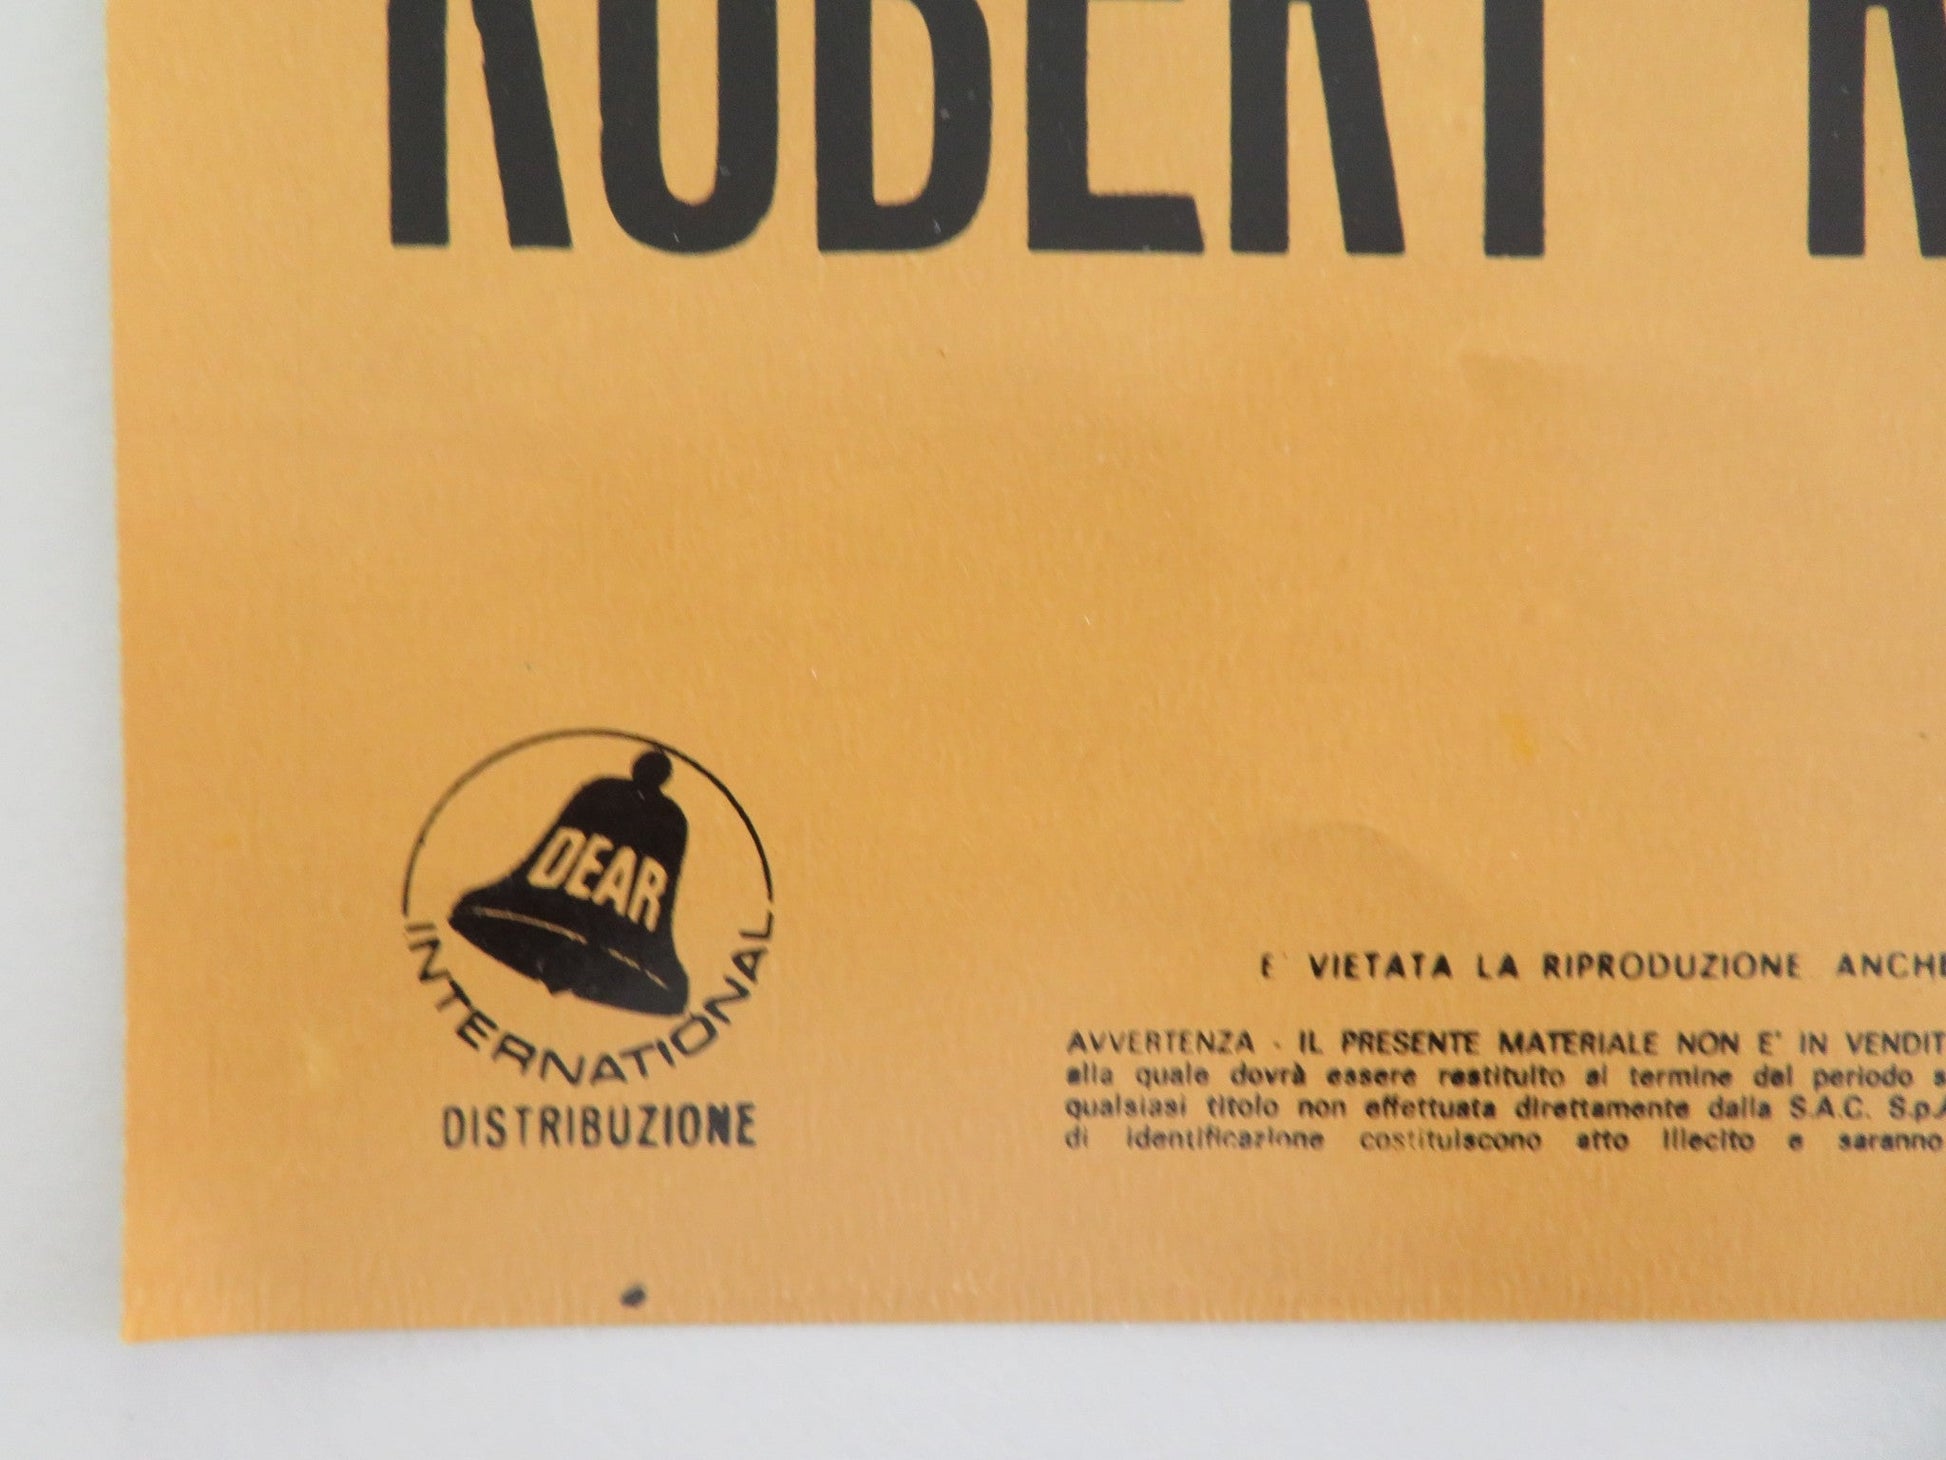 ROBERT
DEAR
INTERNATIONAL
DISTRIBUZIONE
E' VIETATA LA RIPRODUZIONE ANCHE
AVVERTENZA - IL PRESENTE MATERIALE NON E' IN VENDIT
alla quale dovrà essere restituito al termine del periodo s
qualsiasi titolo non effettuata direttamente dalla S.A.C. S.p.A
di identificazione costituiscono atto illecito e saranno